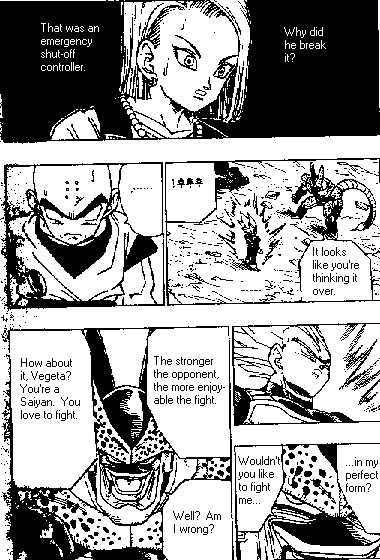 That was an
emergency
shut-off
controller.
Why did
he break
it?
It looks
like you're
thinking it
over.
How about
it, Vegeta?
You're a
Saiyan. You
love to fight.
The stronger
the opponent,
the more enjoy-
able the fight.
Well? Am
I wrong?
Wouldn't
you like
to fight
me...
...in my
perfect
form?